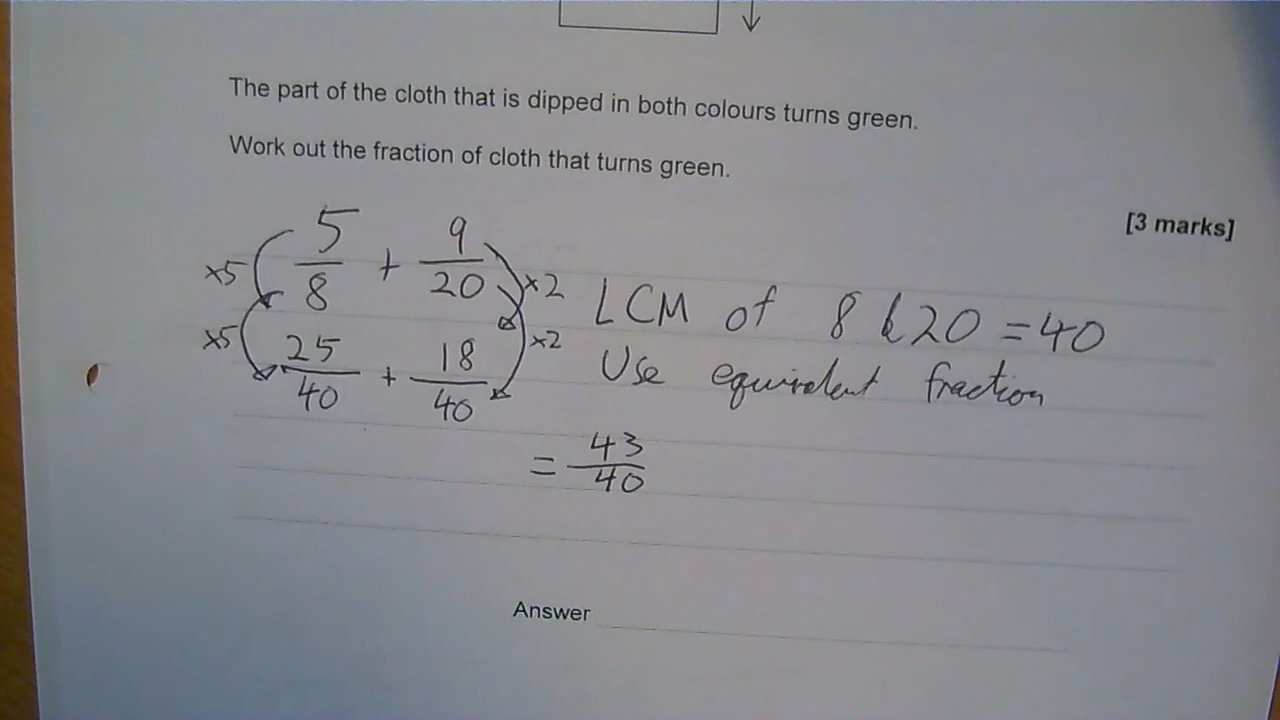 The part of the cloth that is dipped in both colours turns green.
Work out the fraction of cloth that turns green.
[3 marks]
×5 5/8 + 9/20 ×2 LCM of 8 & 20 = 40
×5 25/40 + 18/40 ×2 Use equivalent fraction
= 43/40
Answer